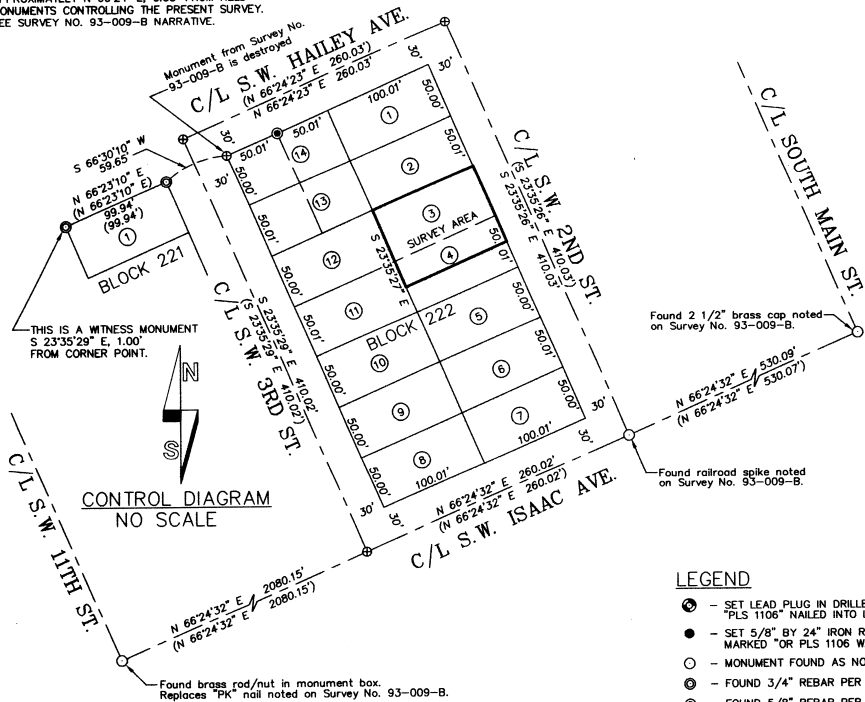 MONUMENTS CONTROLLING THE PRESENT SURVEY.
SEE SURVEY NO. 93-009-B NARRATIVE.
Monument from Survey No.
93-009-B is destroyed
C/L S.W. HAILEY AVE.
(N 66'24'23" E 260.03')
N 66'24'23" E 260.03'
30'
30'
30'
30'
S 66'30'10" W
59.65'
N 66'23'10" E
(N 66'23'10" E)
99.94'
(99.94')
1
BLOCK 221
THIS IS A WITNESS MONUMENT
S 23'35'29" E, 1.00'
FROM CORNER POINT.
50.01'
50.01'
100.01'
50.00'
50.01'
50.01'
50.01'
50.00'
50.01'
50.00'
50.01'
50.00'
50.01'
50.00'
50.00'
50.01'
50.00'
50.00'
1
2
3
SURVEY AREA
4
5
6
7
8
9
10
11
12
13
14
S 23'35'27" E
BLOCK 222
100.01'
100.01'
C/L S.W. 2ND ST.
(S 23'35'26" E 410.03')
S 23'35'26" E 410.03'
C/L S.W. 3RD ST.
S 23'35'29" E 410.02'
(S 23'35'29" E 410.02')
C/L SOUTH MAIN ST.
Found 2 1/2" brass cap noted
on Survey No. 93-009-B.
N 66'24'32" E 530.09'
(N 66'24'32" E 530.07')
Found railroad spike noted
on Survey No. 93-009-B.
30'
30'
30'
30'
N 66'24'32" E 260.02'
(N 66'24'32" E 260.02')
C/L S.W. ISAAC AVE.
N
S
CONTROL DIAGRAM
NO SCALE
C/L S.W. 11TH ST.
N 66'24'32" E 2080.15'
(N 66'24'32" E 2080.15')
Found brass rod/nut in monument box.
Replaces "PK" nail noted on Survey No. 93-009-B.
LEGEND
- SET LEAD PLUG IN DRILLE
"PLS 1106" NAILED INTO L
- SET 5/8" BY 24" IRON R
MARKED "OR PLS 1106 W
- MONUMENT FOUND AS NO
- FOUND 3/4" REBAR PER